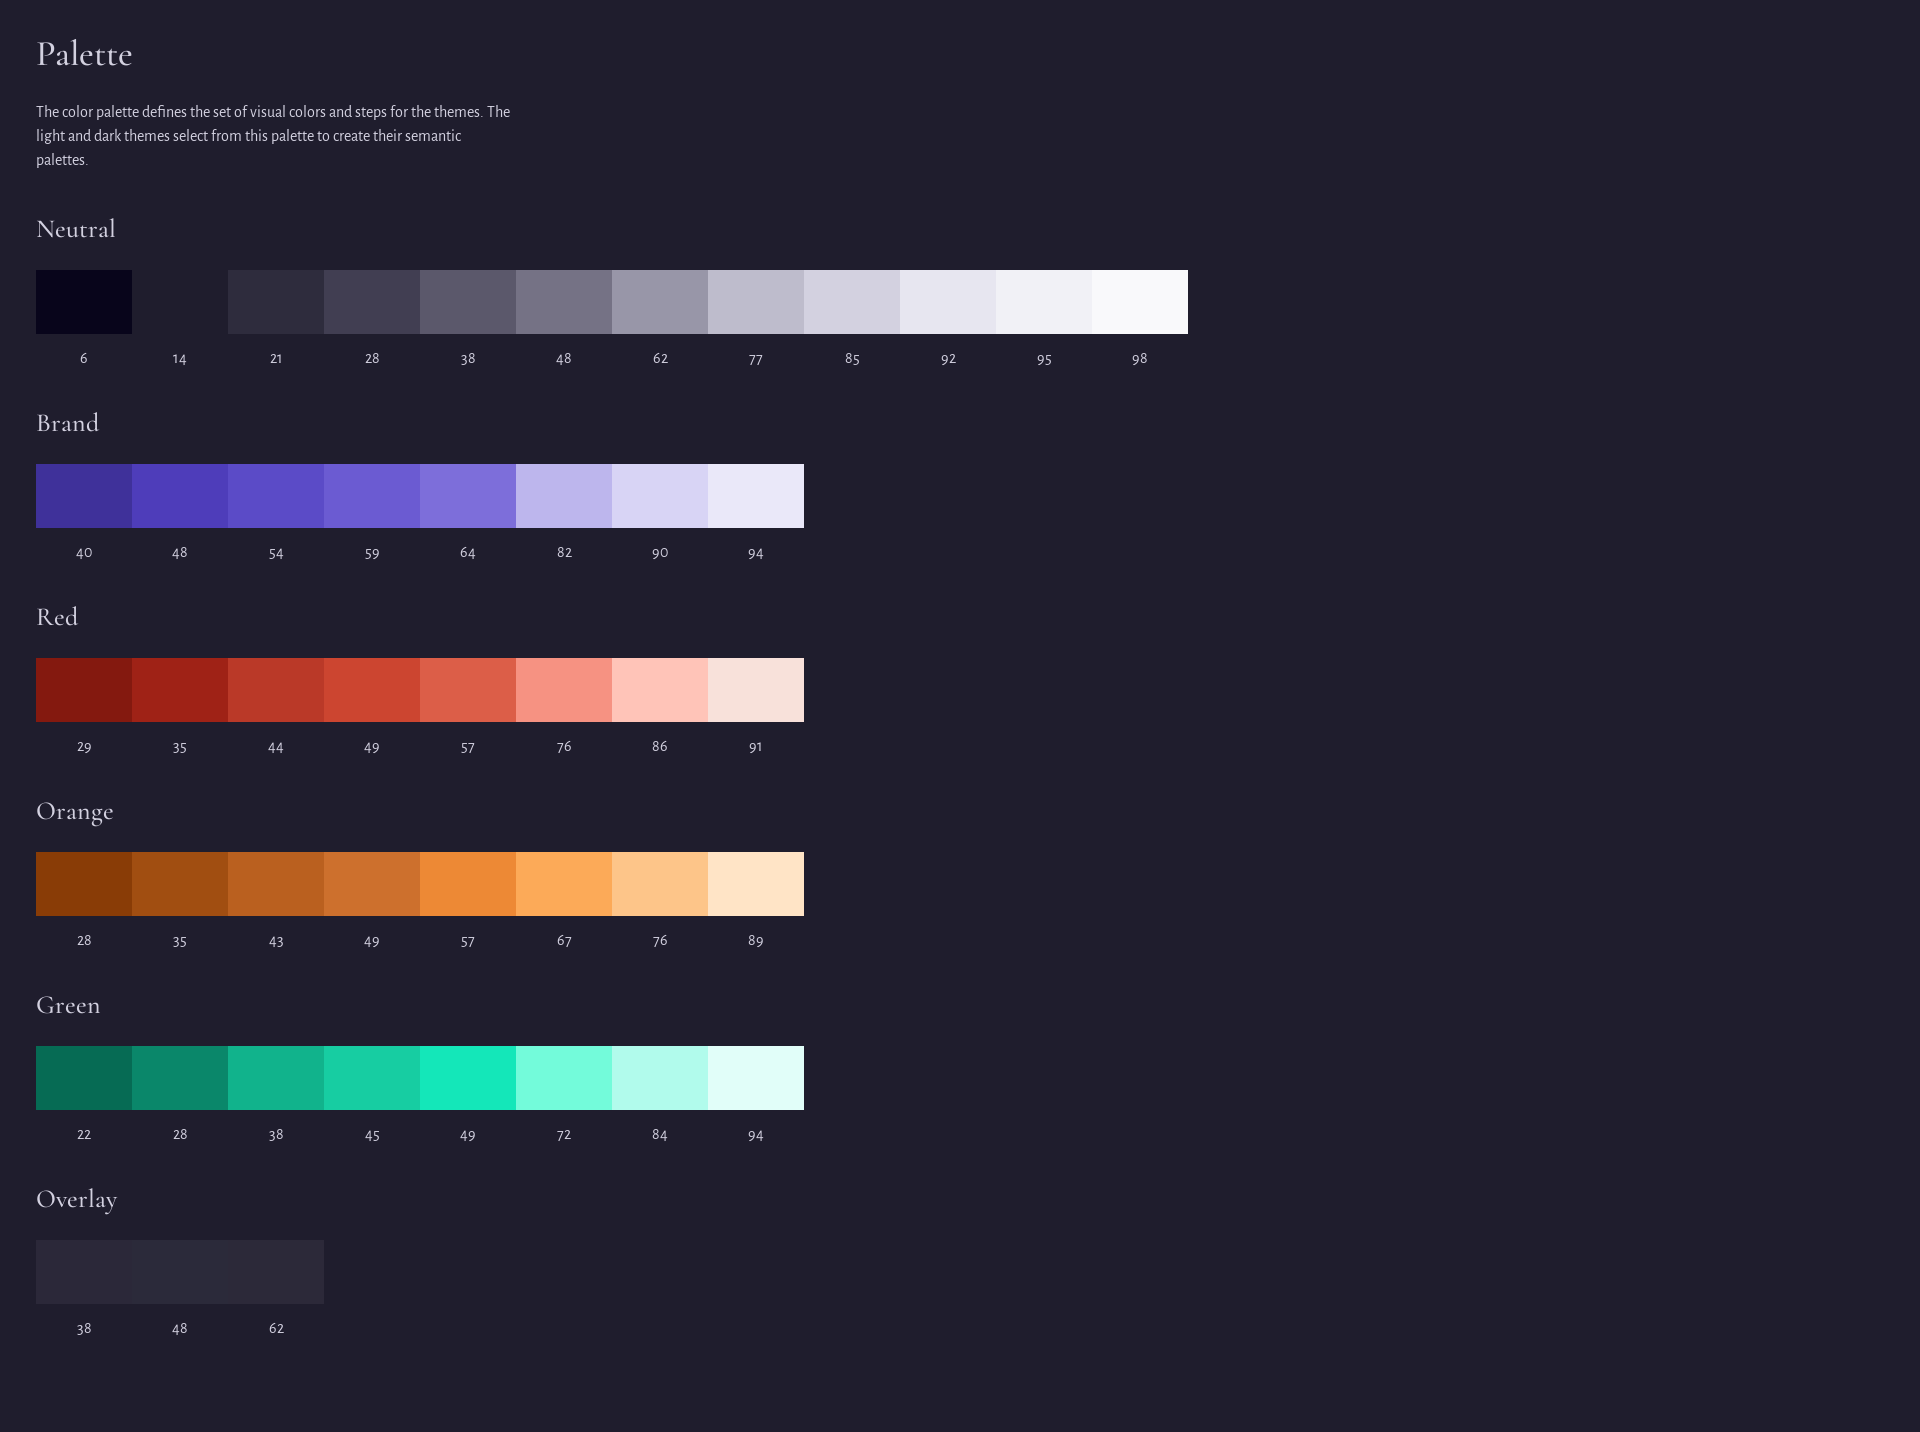 Palette
The color palette defines the set of visual colors and steps for the themes. The
light and dark themes select from this palette to create their semantic
palettes.
Neutral
6 14 21 28 38 48 62 77 85 92 95 98
Brand
40 48 54 59 64 82 90 94
Red
29 35 44 49 57 76 86 91
Orange
28 35 43 49 57 67 76 89
Green
22 28 38 45 49 72 84 94
Overlay
38 48 62